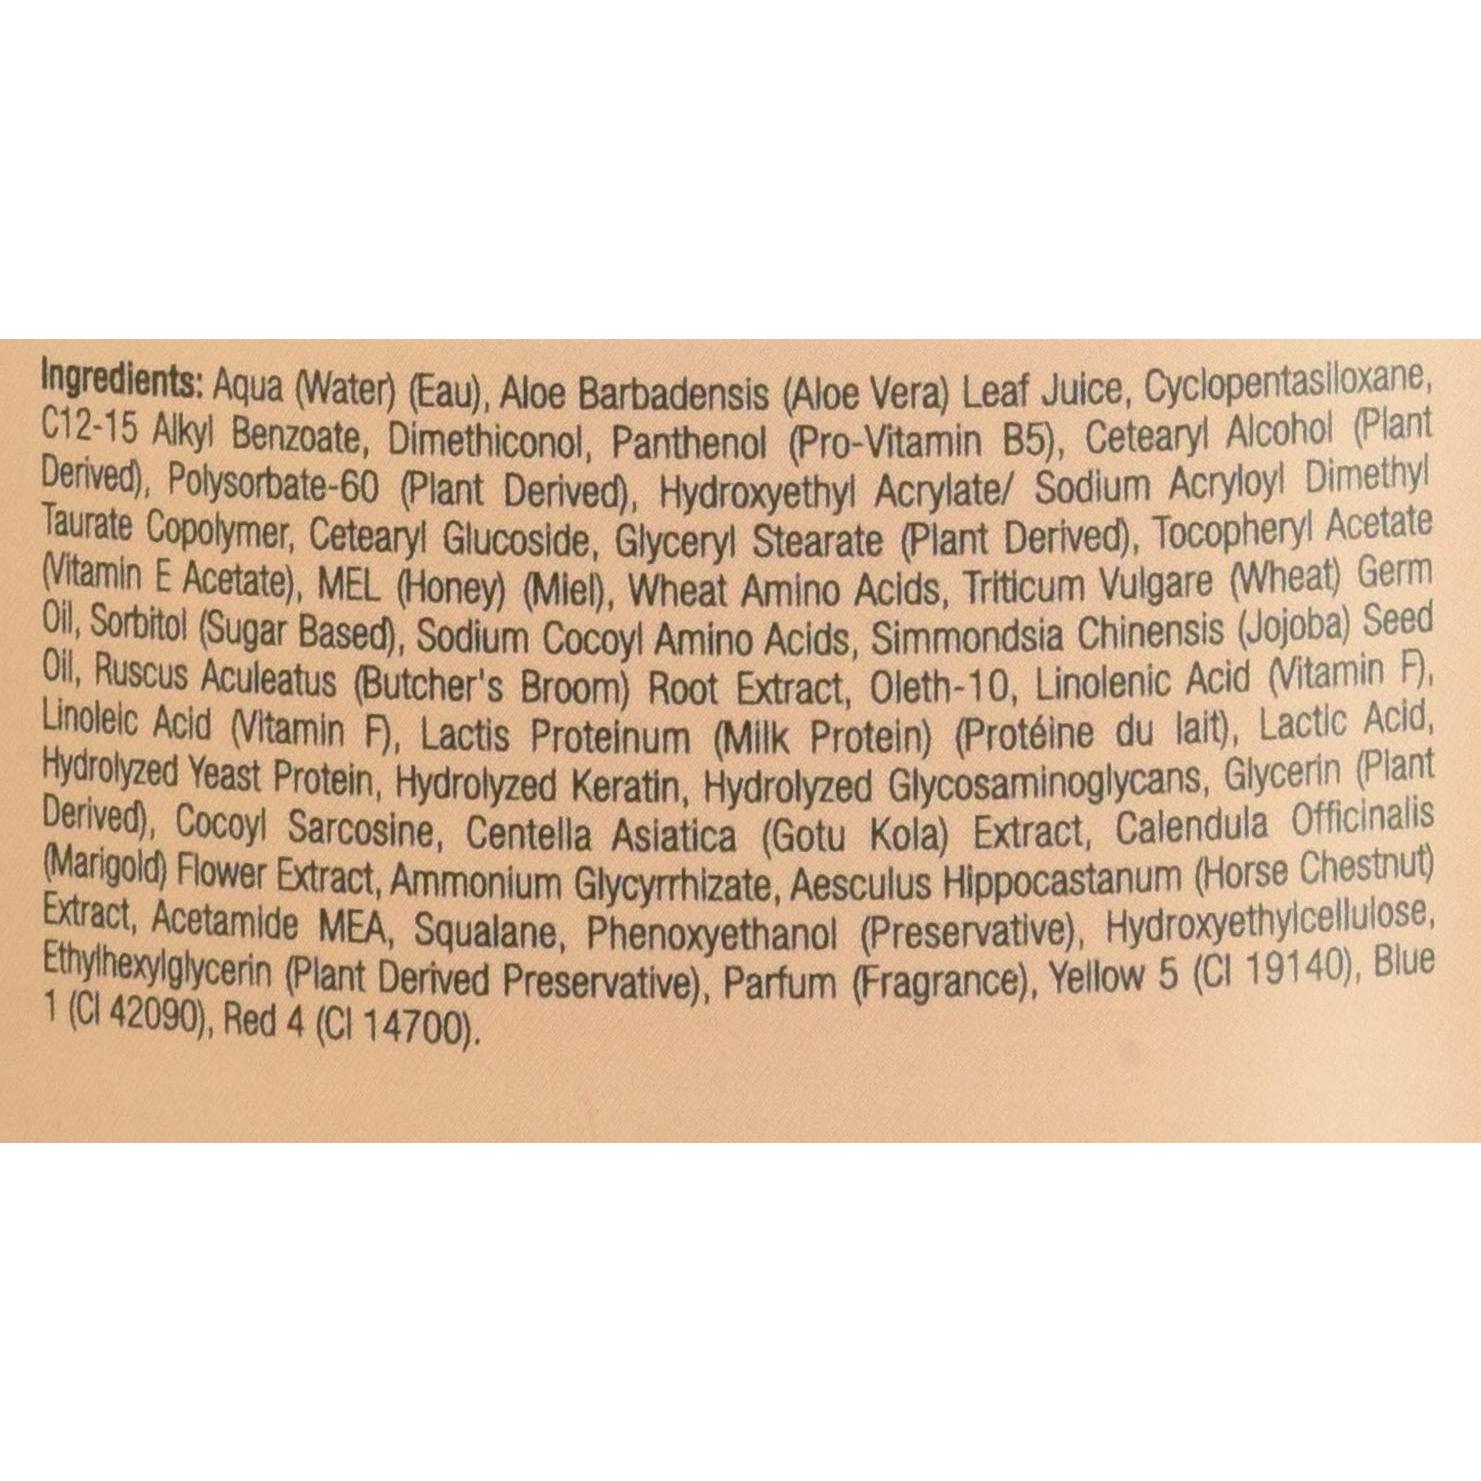 Ingredients: Aqua (Water) (Eau), Aloe Barbadensis (Aloe Vera) Leaf Juice, Cyclopentasiloxane,
C12-15 Alkyl Benzoate, Dimethiconol, Panthenol (Pro-Vitamin B5), Cetearyl Alcohol (Plant
Derived), Polysorbate-60 (Plant Derived), Hydroxyethyl Acrylate/ Sodium Acryloyl Dimethyl
Taurate Copolymer, Cetearyl Glucoside, Glyceryl Stearate (Plant Derived), Tocopheryl Acetate
(Vitamin E Acetate), MEL (Honey) (Miel), Wheat Amino Acids, Triticum Vulgare (Wheat) Germ
Oil, Sorbitol (Sugar Based), Sodium Cocoyl Amino Acids, Simmondsia Chinensis (Jojoba) Seed
Oil, Ruscus Aculeatus (Butcher's Broom) Root Extract, Oleth-10, Linolenic Acid (Vitamin F),
Linoleic Acid (Vitamin F), Lactis Proteinum (Milk Protein) (Protéine du lait), Lactic Acid,
Hydrolyzed Yeast Protein, Hydrolyzed Keratin, Hydrolyzed Glycosaminoglycans, Glycerin (Plant
Derived), Cocoyl Sarcosine, Centella Asiatica (Gotu Kola) Extract, Calendula Officinalis
(Marigold) Flower Extract, Ammonium Glycyrrhizate, Aesculus Hippocastanum (Horse Chestnut)
Extract, Acetamide MEA, Squalane, Phenoxyethanol (Preservative), Hydroxyethylcellulose,
Ethylhexylglycerin (Plant Derived Preservative), Parfum (Fragrance), Yellow 5 (CI 19140), Blue
1 (CI 42090), Red 4 (CI 14700).